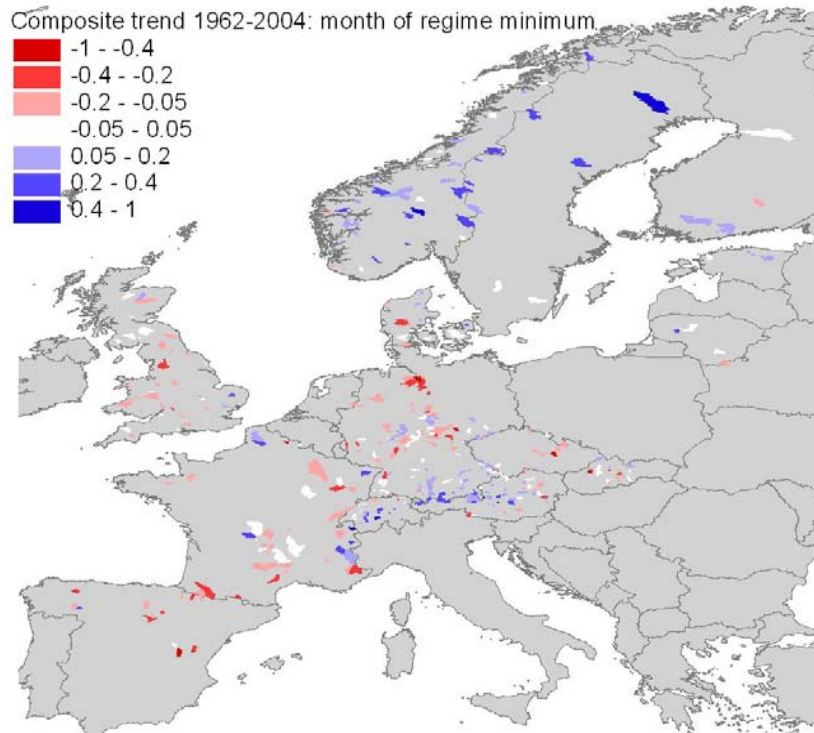 Composite trend 1962-2004: month of regime minimum
-1 - -0.4
-0.4 - -0.2
-0.2 - -0.05
-0.05 - 0.05
0.05 - 0.2
0.2 - 0.4
0.4 - 1